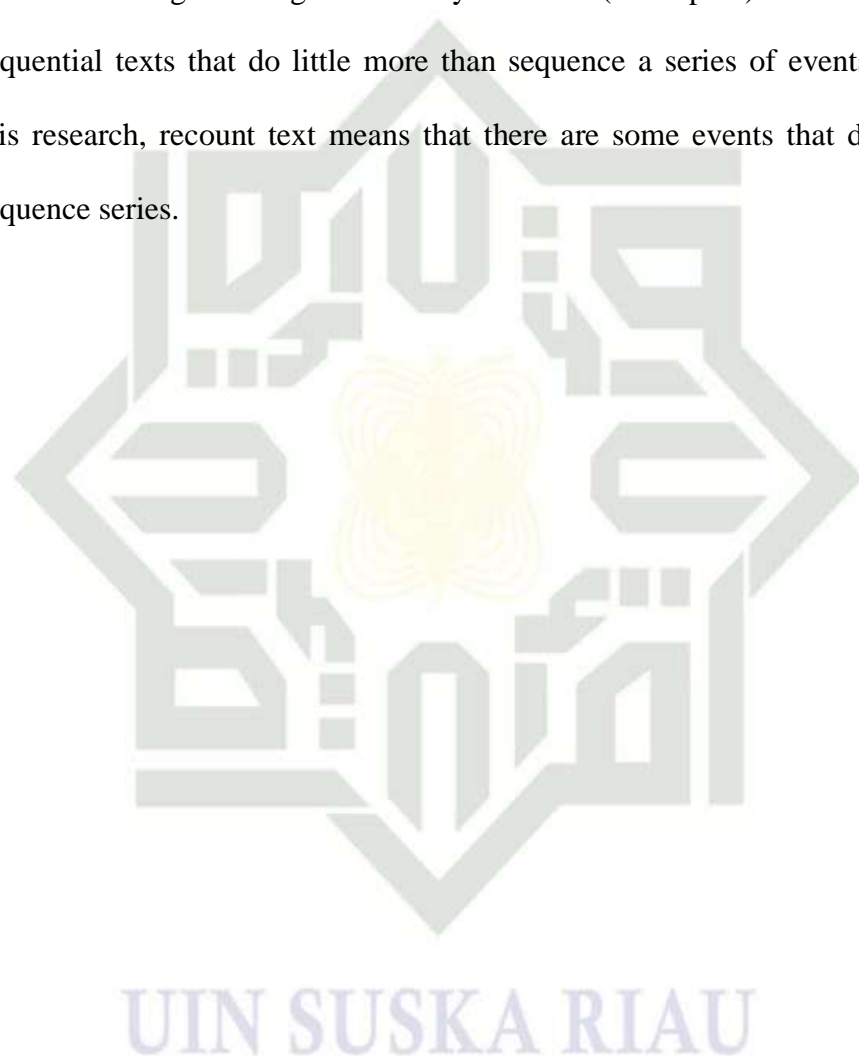 quential texts that do little more than sequence a series of events
is research, recount text means that there are some events that d
quence series.
UIN SUSKA RIAU